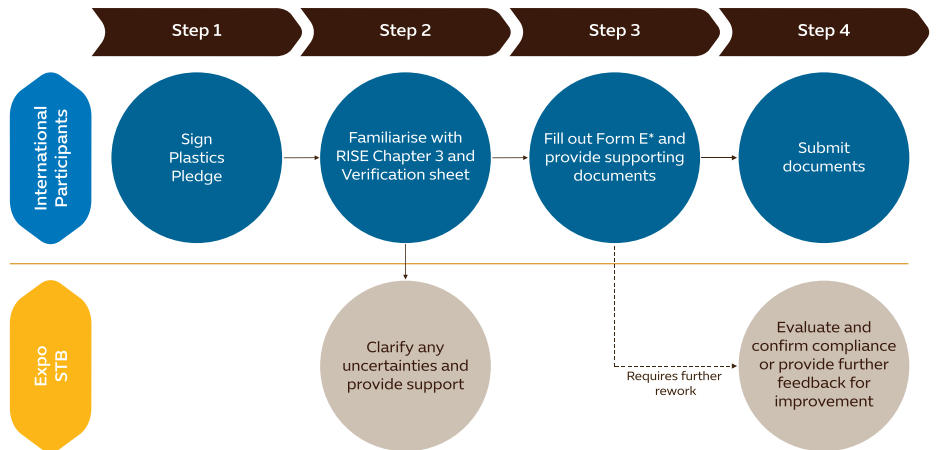 Step 1
Step 2
Step 3
Step 4
International
Participants
Sign
Plastics
Pledge
Familiarise with
RISE Chapter 3 and
Verification sheet
Fill out Form E* and
provide supporting
documents
Submit
documents
Expo
STB
Clarify any
uncertainties and
provide support
Requires further
rework
Evaluate and
confirm compliance
or provide further
feedback for
improvement